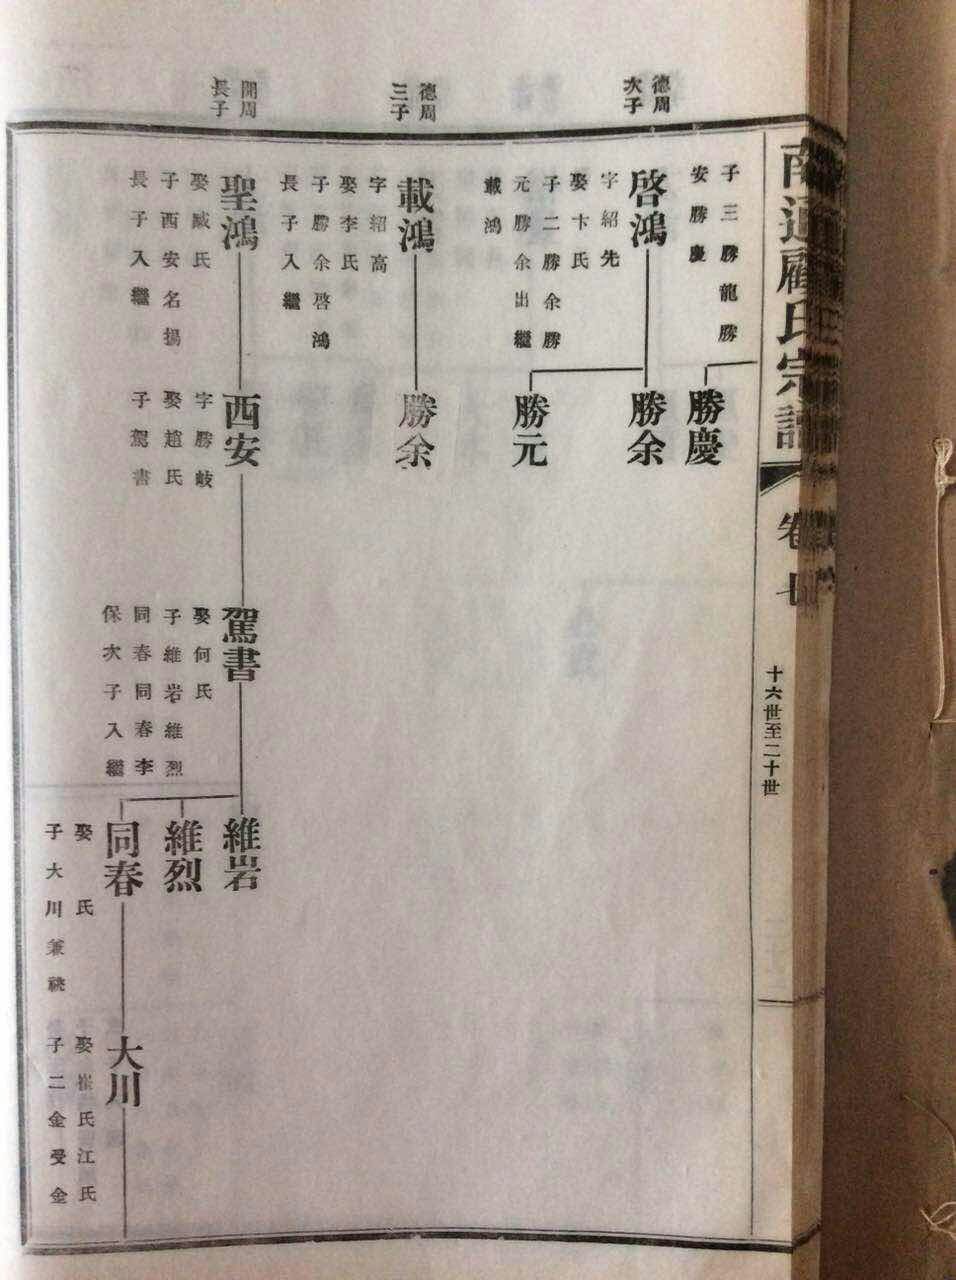 南通顧氏宗譜
卷七
十六世至二十世
子三勝龍勝
安勝慶
勝慶
德周
次子
啓鴻
字紹先
娶卞氏
子二勝余勝
元勝余出繼
載鴻
勝余
勝元
德周
三子
載鴻
字紹高
娶李氏
子勝余啓鴻
長子入繼
勝余
開周
長子
聖鴻
娶臧氏
子西安名揚
長子入繼
西安
字勝岐
娶趙氏
子駕書
駕書
娶何氏
子維岩維烈
同春同春李
保次子入繼
維岩
維烈
同春
娶 氏
子大川兼祧
大川
娶崔氏江氏
子二金受金